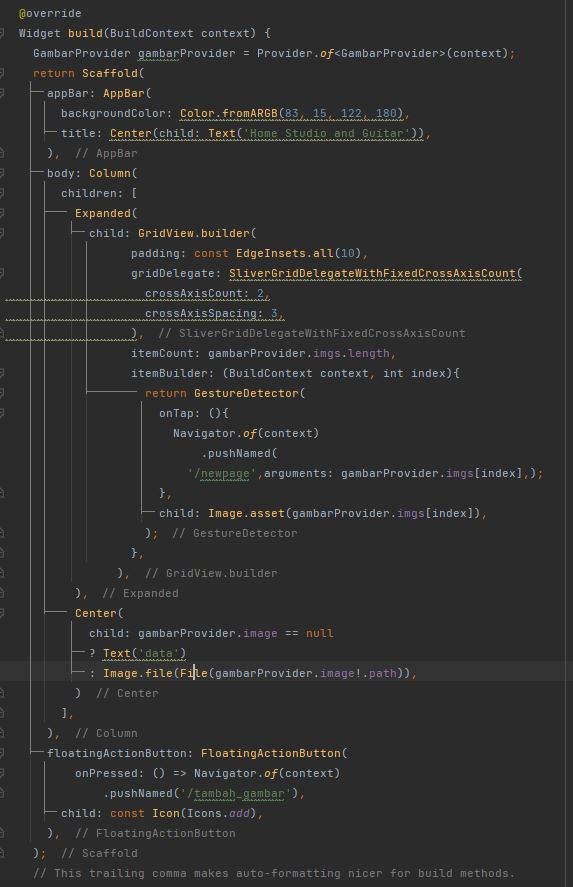 @override
Widget build(BuildContext context) {
  GambarProvider gambarProvider = Provider.of<GambarProvider>(context);
  return Scaffold(
    appBar: AppBar(
      backgroundColor: Color.fromARGB(83, 15, 122, 180),
      title: Center(child: Text('Home Studio and Guitar')),
    ),  // AppBar
    body: Column(
      children: [
        Expanded(
          child: GridView.builder(
                padding: const EdgeInsets.all(10),
                gridDelegate: SliverGridDelegateWithFixedCrossAxisCount(
                  crossAxisCount: 2,
                  crossAxisSpacing: 3,
                ),  // SliverGridDelegateWithFixedCrossAxisCount
                itemCount: gambarProvider.imgs.length,
                itemBuilder: (BuildContext context, int index){
                  return GestureDetector(
                    onTap: (){
                      Navigator.of(context)
                          .pushNamed(
                        '/newpage',arguments: gambarProvider.imgs[index],);
                    },
                    child: Image.asset(gambarProvider.imgs[index]),
                  );  // GestureDetector
                },
              ),  // GridView.builder
        ),  // Expanded
        Center(
          child: gambarProvider.image == null
          ? Text('data')
          : Image.file(File(gambarProvider.image!.path)),
        )  // Center
      ],
    ),  // Column
    floatingActionButton: FloatingActionButton(
        onPressed: () => Navigator.of(context)
            .pushNamed('/tambah_gambar'),
      child: const Icon(Icons.add),
    ),  // FloatingActionButton
  );  // Scaffold
  // This trailing comma makes auto-formatting nicer for build methods.